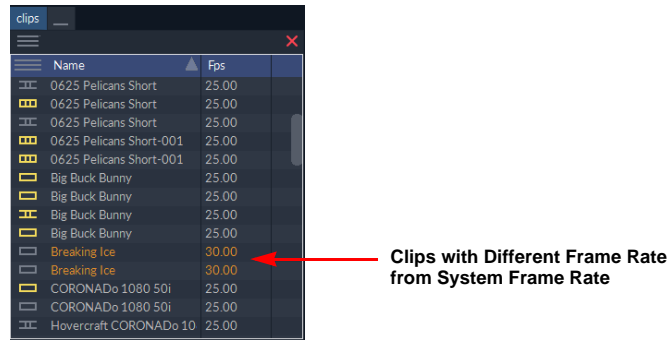 clips
Name Fps
0625 Pelicans Short 25.00
0625 Pelicans Short 25.00
0625 Pelicans Short 25.00
0625 Pelicans Short-001 25.00
0625 Pelicans Short-001 25.00
Big Buck Bunny 25.00
Big Buck Bunny 25.00
Big Buck Bunny 25.00
Big Buck Bunny 25.00
Breaking Ice 30.00
Breaking Ice 30.00
CORONADo 1080 50i 25.00
CORONADo 1080 50i 25.00
Hovercraft CORONADo 10 25.00
Clips with Different Frame Rate
from System Frame Rate